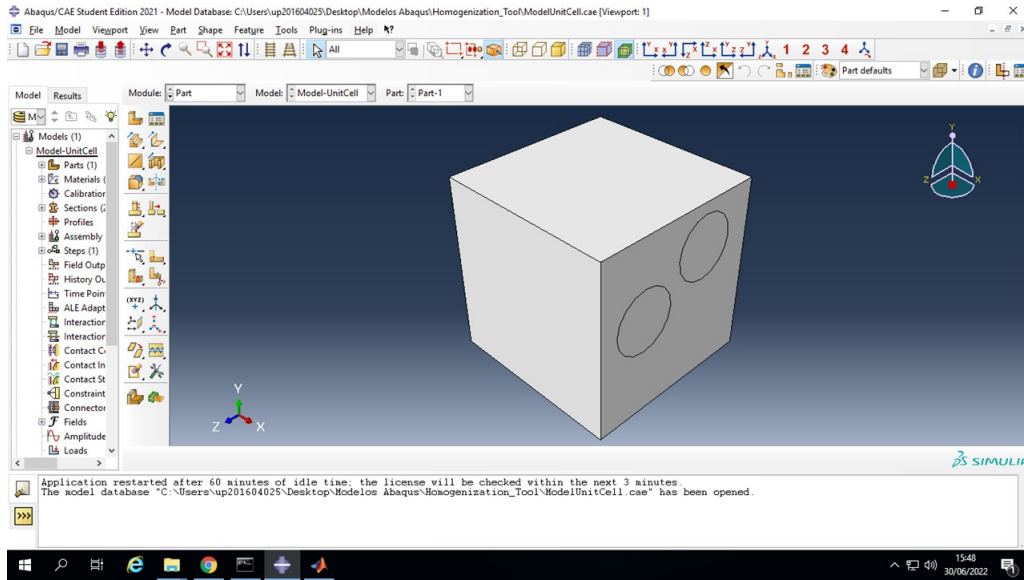 Abaqus/CAE Student Edition 2021 - Model Database: C:\Users\up201604025\Desktop\Modelos Abaqus\Homogenization_Tool\ModelUnitCell.cae [Viewport: 1]
File Model Viewport View Part Shape Feature Tools Plug-ins Help
All
1 2 3 4
Part defaults
Model Results
Module: Part Model: Model-UnitCell Part: Part-1
M
Models (1)
Model-UnitCell
Parts (1)
Materials (
Calibration
Sections (2
Profiles
Assembly
Steps (1)
Field Outp
History Ou
Time Poin
ALE Adapt
Interaction
Interaction
Contact Co
Contact In
Contact St
Constraint
Connector
Fields
Amplitude
Loads
(XYZ)
Y
Z X
Y
Z X
SIMULIA
Application restarted after 60 minutes of idle time; the license will be checked within the next 3 minutes.
The model database "C:\Users\up201604025\Desktop\Modelos Abaqus\Homogenization_Tool\ModelUnitCell.cae" has been opened.
>>>
15:48
30/06/2022